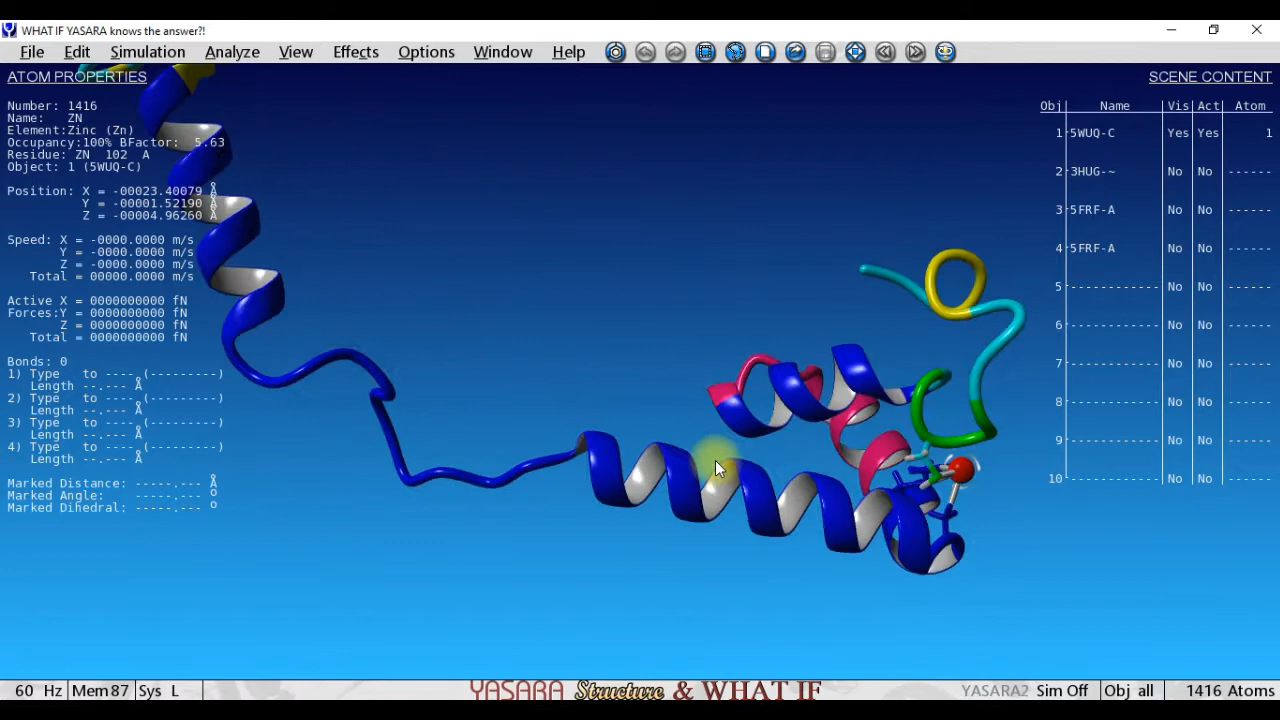 WHAT IF YASARA knows the answer?!
File Edit Simulation Analyze View Effects Options Window Help
ATOM PROPERTIES
Number: 1416
Name: ZN
Element:Zinc (Zn)
Occupancy:100% BFactor: 5.63
Residue: ZN 102 A
Object: 1 (5WUQ-C)
Position: X = -00023.40079 Å
Y = -00001.52190 Å
Z = -00004.96260 Å
Speed: X = -0000.0000 m/s
Y = -0000.0000 m/s
Z = -0000.0000 m/s
Total = 00000.0000 m/s
Active X = 0000000000 fN
Forces:Y = 0000000000 fN
Z = 0000000000 fN
Total = 0000000000 fN
Bonds: 0
1) Type to ----.(---------)
Length --.--- Å
2) Type to ----.(---------)
Length --.--- Å
3) Type to ----.(---------)
Length --.--- Å
4) Type to ----.(---------)
Length --.--- Å
Marked Distance: -----.--- Å
Marked Angle: -----.--- o
Marked Dihedral: -----.--- o
SCENE CONTENT
Obj Name Vis Act Atom
1 5WUQ-C Yes Yes 1
2 3HUG-~ No No ------
3 5FRF-A No No ------
4 5FRF-A No No ------
5 ------------ No No ------
6 ------------ No No ------
7 ------------ No No ------
8 ------------ No No ------
9 ------------ No No ------
10 ------------ No No ------
60 Hz Mem87 Sys L YASARA Structure & WHAT IF YASARA2 Sim Off Obj all 1416 Atoms